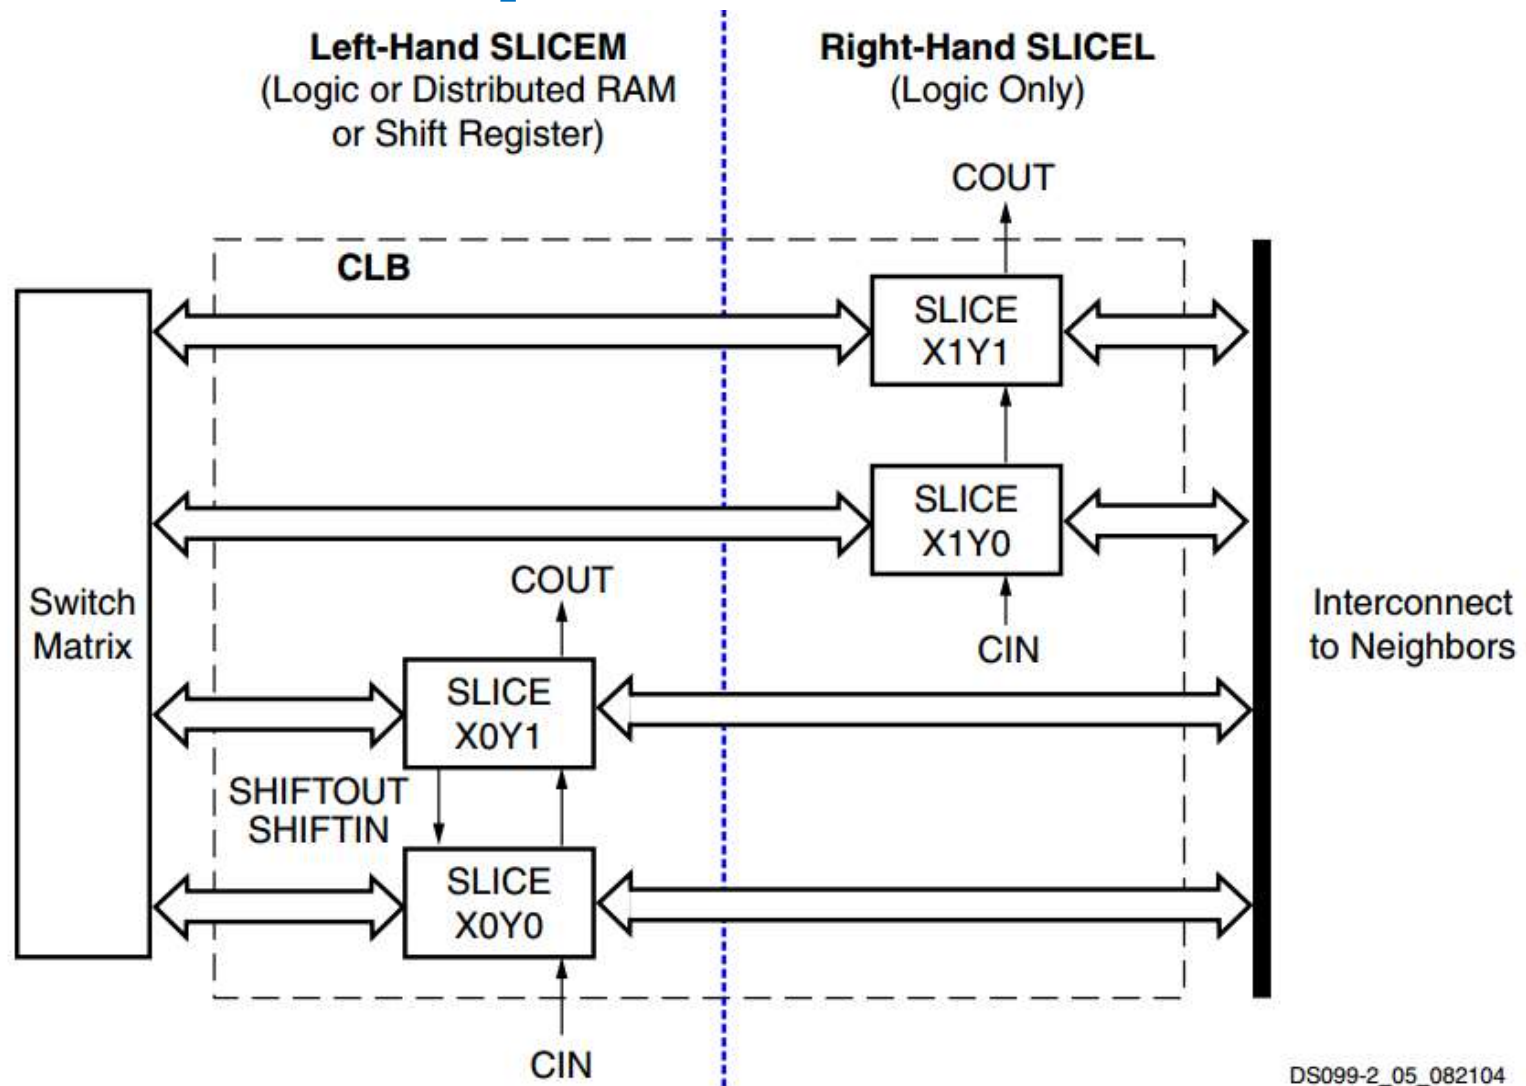 Left-Hand SLICEM
(Logic or Distributed RAM
or Shift Register)
Right-Hand SLICEL
(Logic Only)
COUT
CLB
SLICE
X1Y1
SLICE
X1Y0
COUT
CIN
Switch
Matrix
Interconnect
to Neighbors
SLICE
X0Y1
SHIFTOUT
SHIFTIN
SLICE
X0Y0
CIN
DS099-2_05_082104